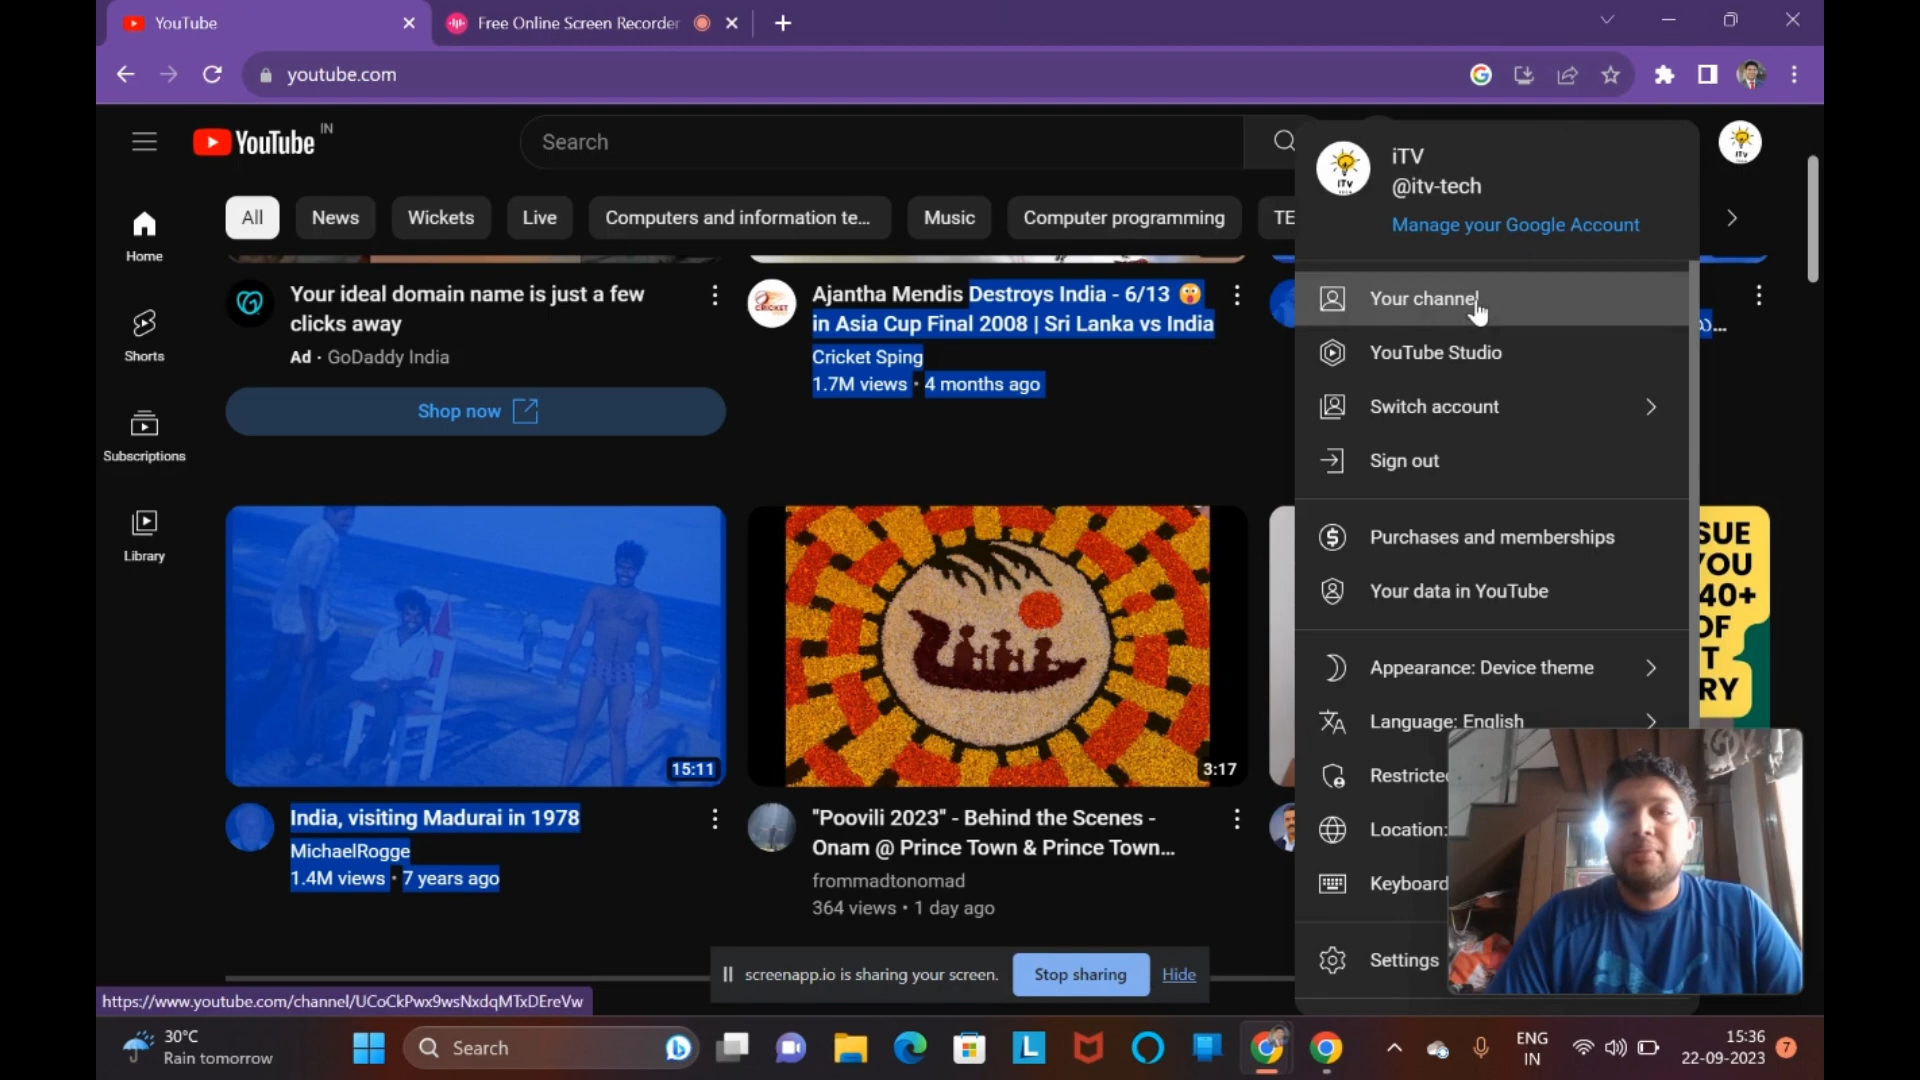 YouTube
Free Online Screen Recorder
youtube.com
YouTube IN
Search
iTV
@itv-tech
Manage your Google Account
All
News
Wickets
Live
Computers and information te...
Music
Computer programming
TE
Home
Shorts
Subscriptions
Library
Your ideal domain name is just a few
clicks away
Ad • GoDaddy India
Shop now
Ajantha Mendis Destroys India - 6/13 😲
in Asia Cup Final 2008 | Sri Lanka vs India
Cricket Sping
1.7M views • 4 months ago
Your channel
YouTube Studio
Switch account
Sign out
Purchases and memberships
Your data in YouTube
Appearance: Device theme
Language: English
Restricte
Location:
Keyboard
Settings
SUE
YOU
40+
OF
T
RY
15:11
India, visiting Madurai in 1978
MichaelRogge
1.4M views • 7 years ago
3:17
"Poovili 2023" - Behind the Scenes -
Onam @ Prince Town & Prince Town...
frommadtonomad
364 views • 1 day ago
screenapp.io is sharing your screen.
Stop sharing
Hide
https://www.youtube.com/channel/UCoCkPwx9wsNxdqMTxDEreVw
30°C
Rain tomorrow
Search
ENG
IN
15:36
22-09-2023
7